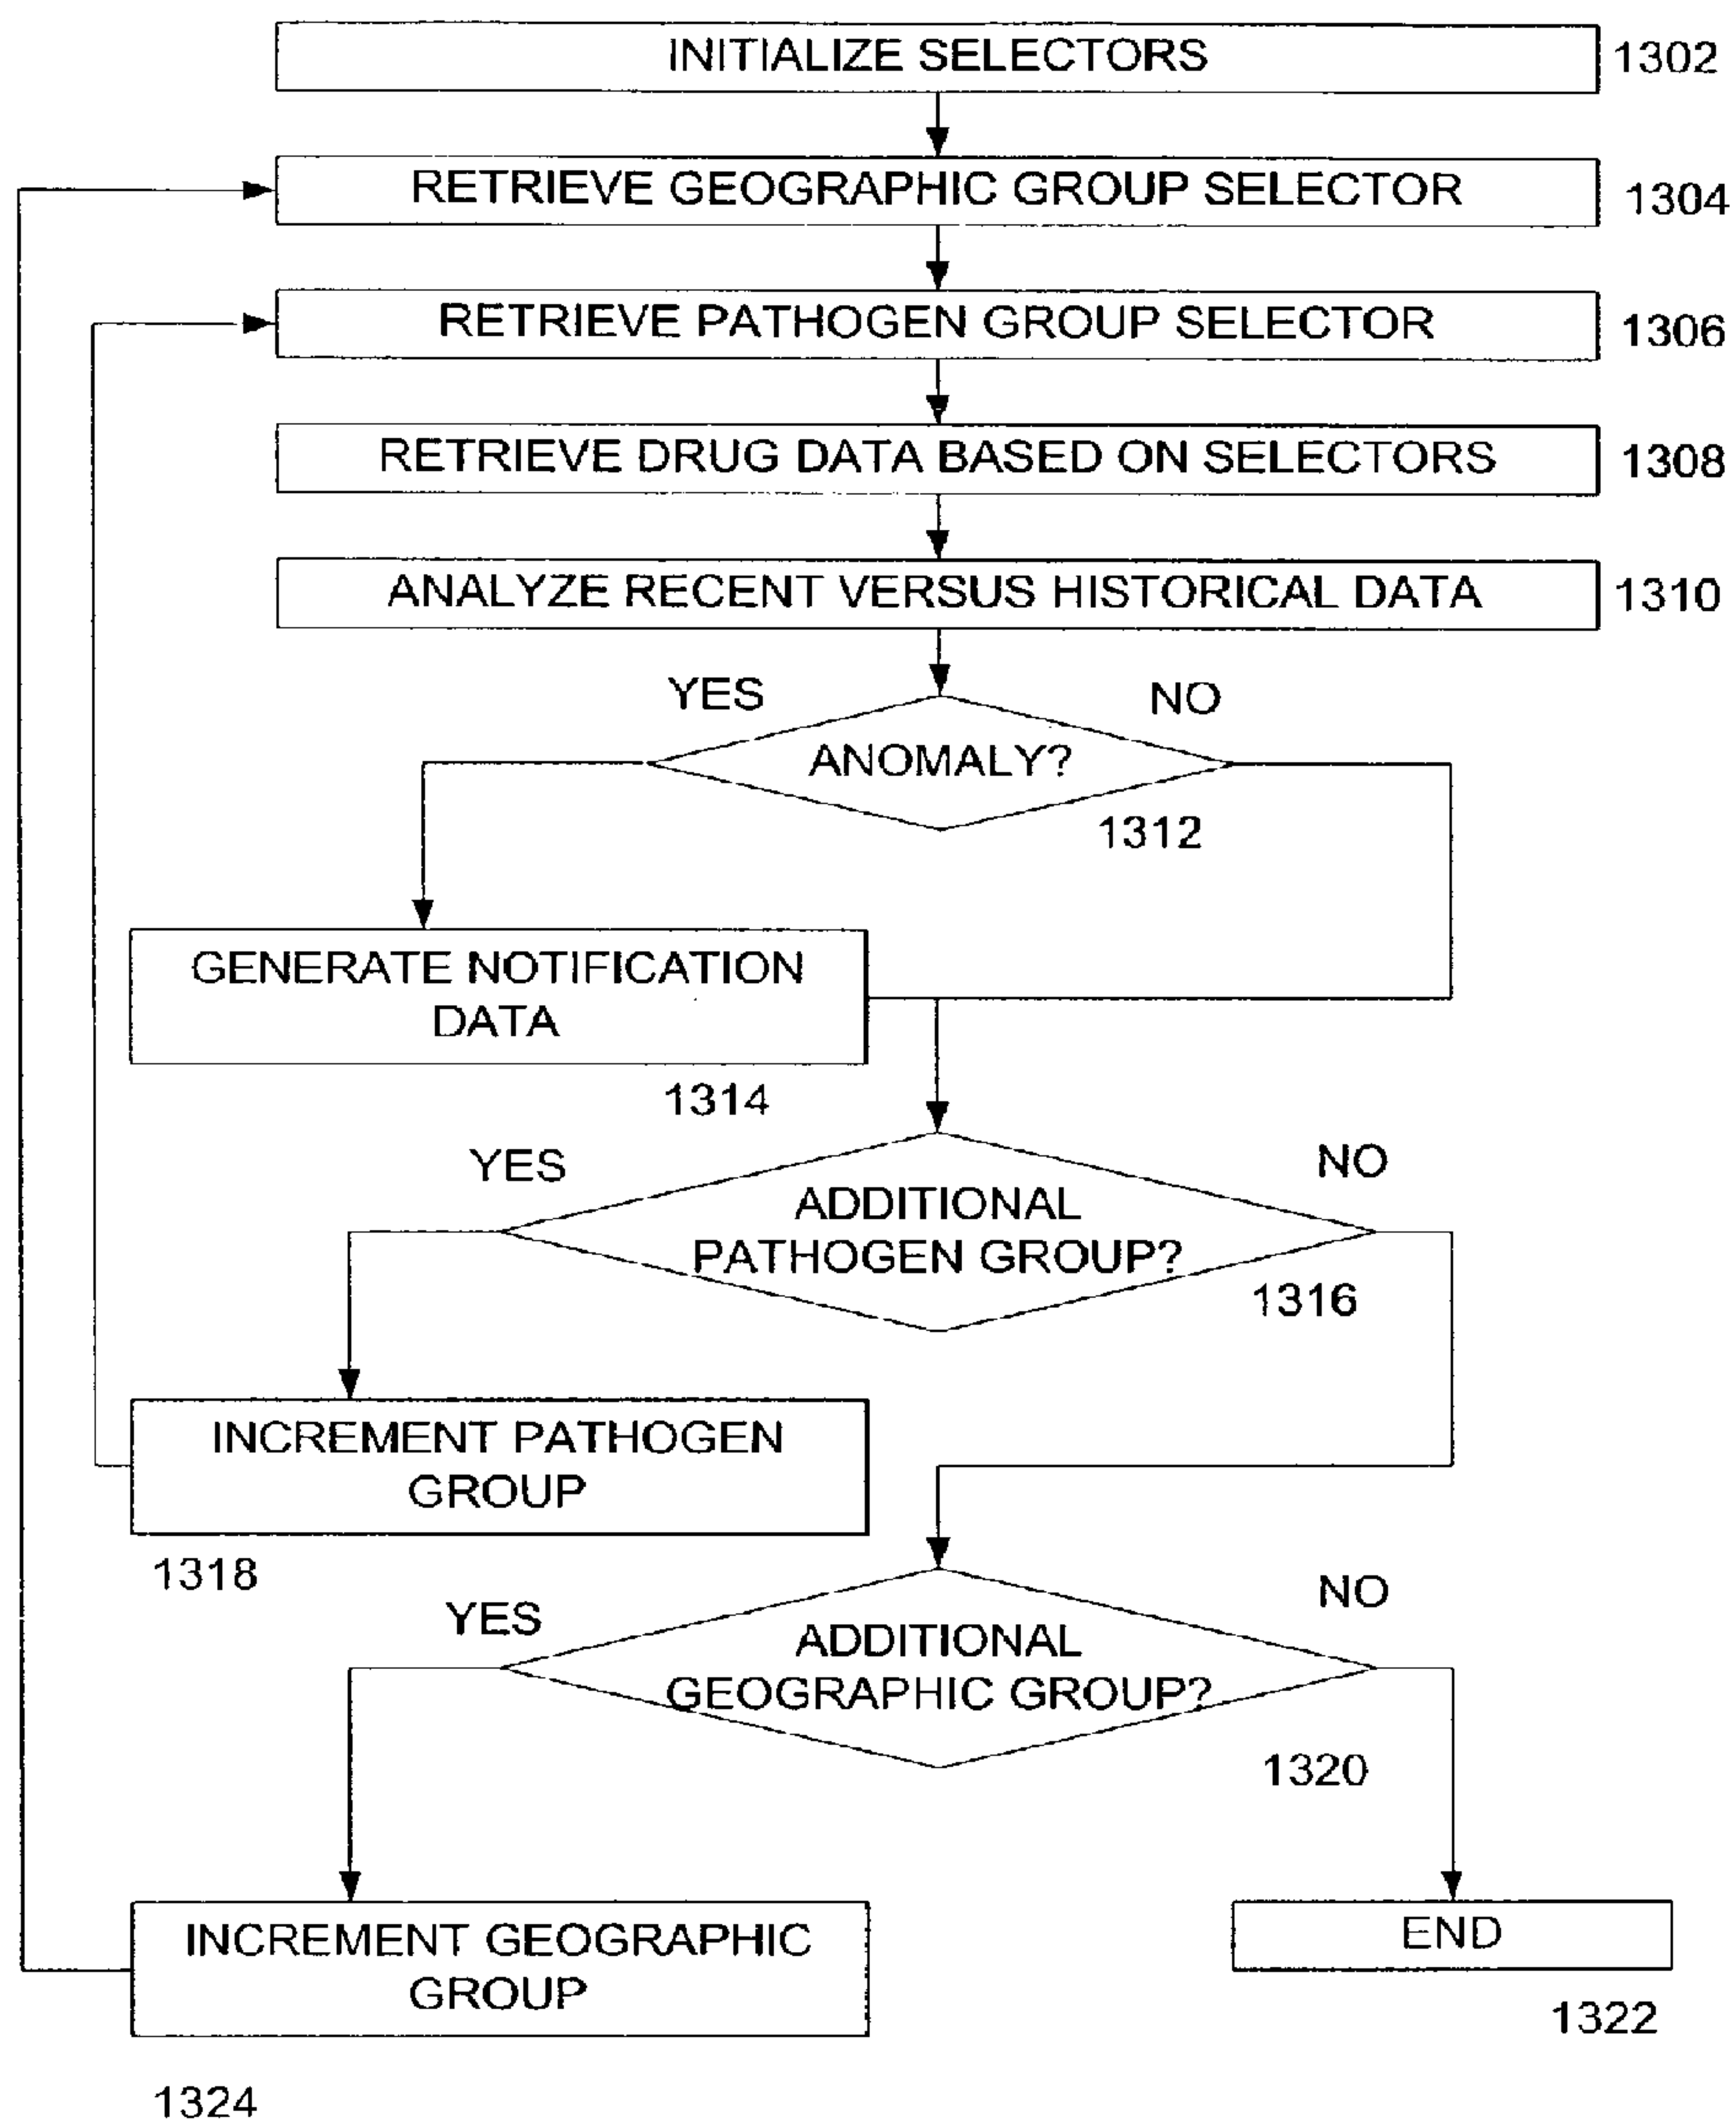 INITIALIZE SELECTORS
1302
RETRIEVE GEOGRAPHIC GROUP SELECTOR
1304
RETRIEVE PATHOGEN GROUP SELECTOR
1306
RETRIEVE DRUG DATA BASED ON SELECTORS
1308
ANALYZE RECENT VERSUS HISTORICAL DATA
1310
YES
NO
ANOMALY?
1312
GENERATE NOTIFICATION
DATA
1314
YES
NO
ADDITIONAL
PATHOGEN GROUP?
1316
INCREMENT PATHOGEN
GROUP
1318
YES
NO
ADDITIONAL
GEOGRAPHIC GROUP?
1320
INCREMENT GEOGRAPHIC
GROUP
END
1322
1324